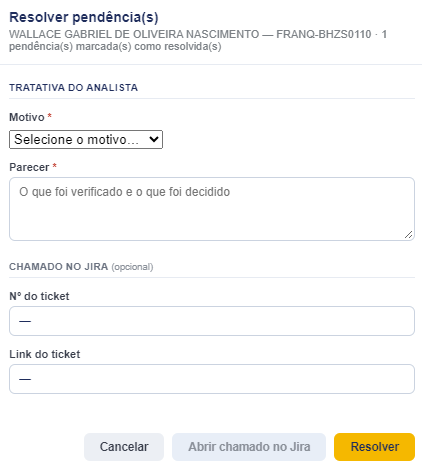 Resolver pendência(s)
WALLACE GABRIEL DE OLIVEIRA NASCIMENTO — FRANQ-BHZS0110 · 1
pendência(s) marcada(s) como resolvida(s)
TRATATIVA DO ANALISTA
Motivo *
Selecione o motivo...
Parecer *
O que foi verificado e o que foi decidido
CHAMADO NO JIRA (opcional)
Nº do ticket
—
Link do ticket
—
Cancelar Abrir chamado no Jira Resolver